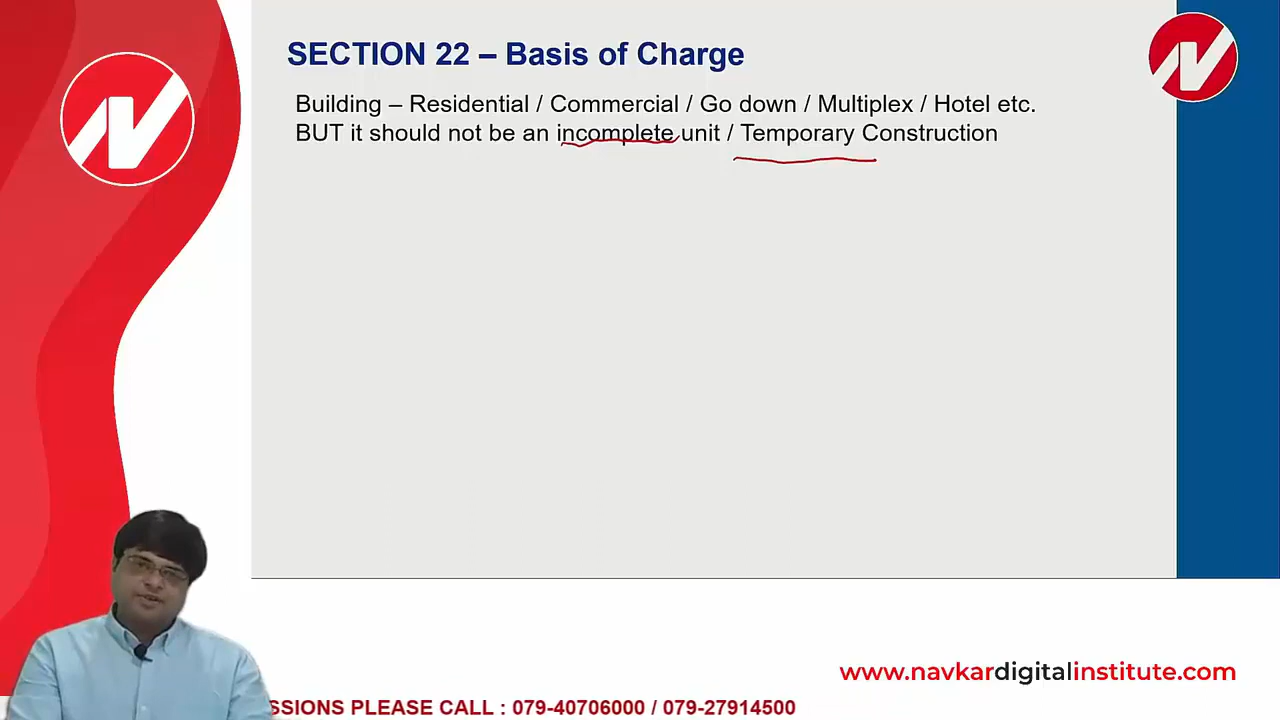 SECTION 22 – Basis of Charge
Building – Residential / Commercial / Go down / Multiplex / Hotel etc.
BUT it should not be an incomplete unit / Temporary Construction
www.navkardigitalinstitute.com
SSIONS PLEASE CALL : 079-40706000 / 079-27914500